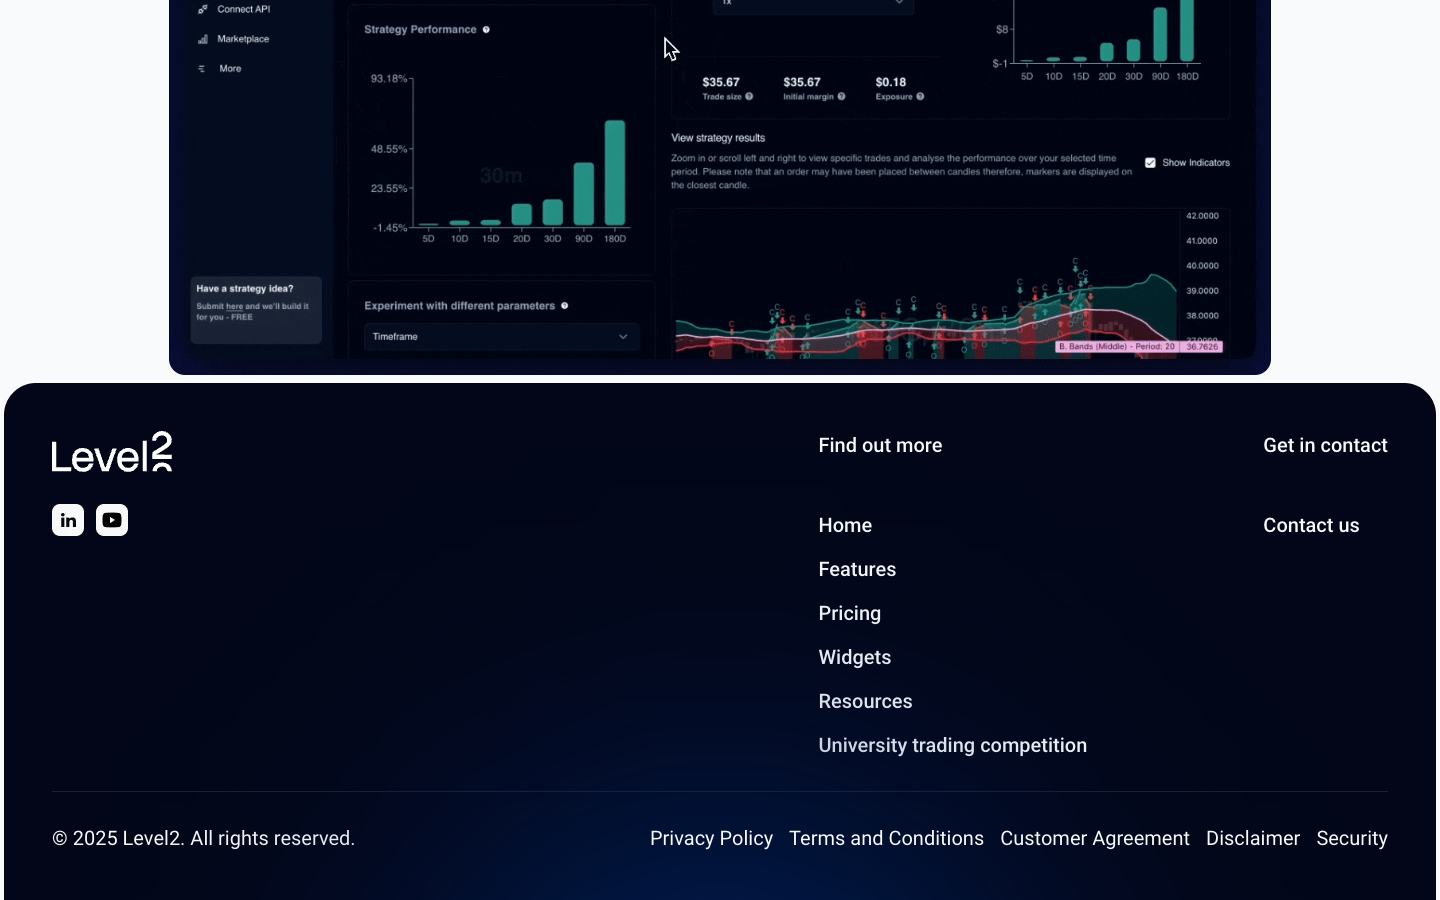 Connect API
Marketplace
More
Have a strategy idea?
Submit here and we'll build it
for you - FREE
Strategy Performance
93.18%
48.55%
23.55%
-1.45%
30m
5D 10D 15D 20D 30D 90D 180D
Experiment with different parameters
Timeframe
1x
$8
$-1
5D 10D 15D 20D 30D 90D 180D
$35.67 $35.67 $0.18
Trade size Initial margin Exposure
View strategy results
Zoom in or scroll left and right to view specific trades and analyse the performance over your selected time
period. Please note that an order may have been placed between candles therefore, markers are displayed on
the closest candle.
Show Indicators
42.0000
41.0000
40.0000
39.0000
38.0000
37.0000
B. Bands (Middle) - Period: 20 36.7626
Level2
in
Find out more
Home
Features
Pricing
Widgets
Resources
University trading competition
Get in contact
Contact us
© 2025 Level2. All rights reserved.
Privacy Policy Terms and Conditions Customer Agreement Disclaimer Security